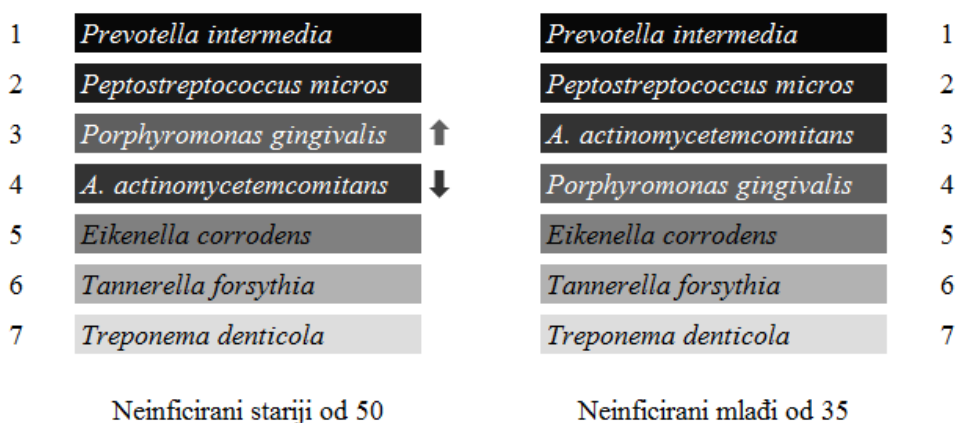 1 Prevotella intermedia Prevotella intermedia 1
2 Peptostreptococcus micros Peptostreptococcus micros 2
3 Porphyromonas gingivalis A. actinomycetemcomitans 3
4 A. actinomycetemcomitans Porphyromonas gingivalis 4
5 Eikenella corrodens Eikenella corrodens 5
6 Tannerella forsythia Tannerella forsythia 6
7 Treponema denticola Treponema denticola 7
Neinficirani stariji od 50 Neinficirani mlađi od 35